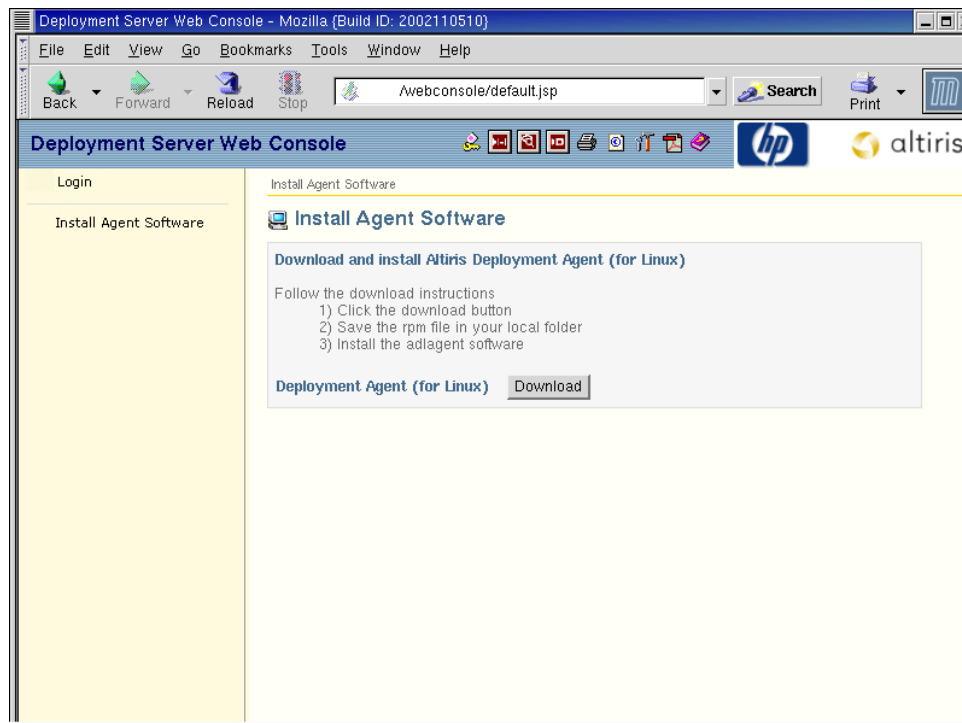 Deployment Server Web Console - Mozilla {Build ID: 2002110510}
File Edit View Go Bookmarks Tools Window Help
Back Forward Reload Stop /webconsole/default.jsp Search Print
Deployment Server Web Console hp altiris
Login
Install Agent Software
Install Agent Software
Install Agent Software
Download and install Altiris Deployment Agent (for Linux)
Follow the download instructions
1) Click the download button
2) Save the rpm file in your local folder
3) Install the adlagent software
Deployment Agent (for Linux) Download